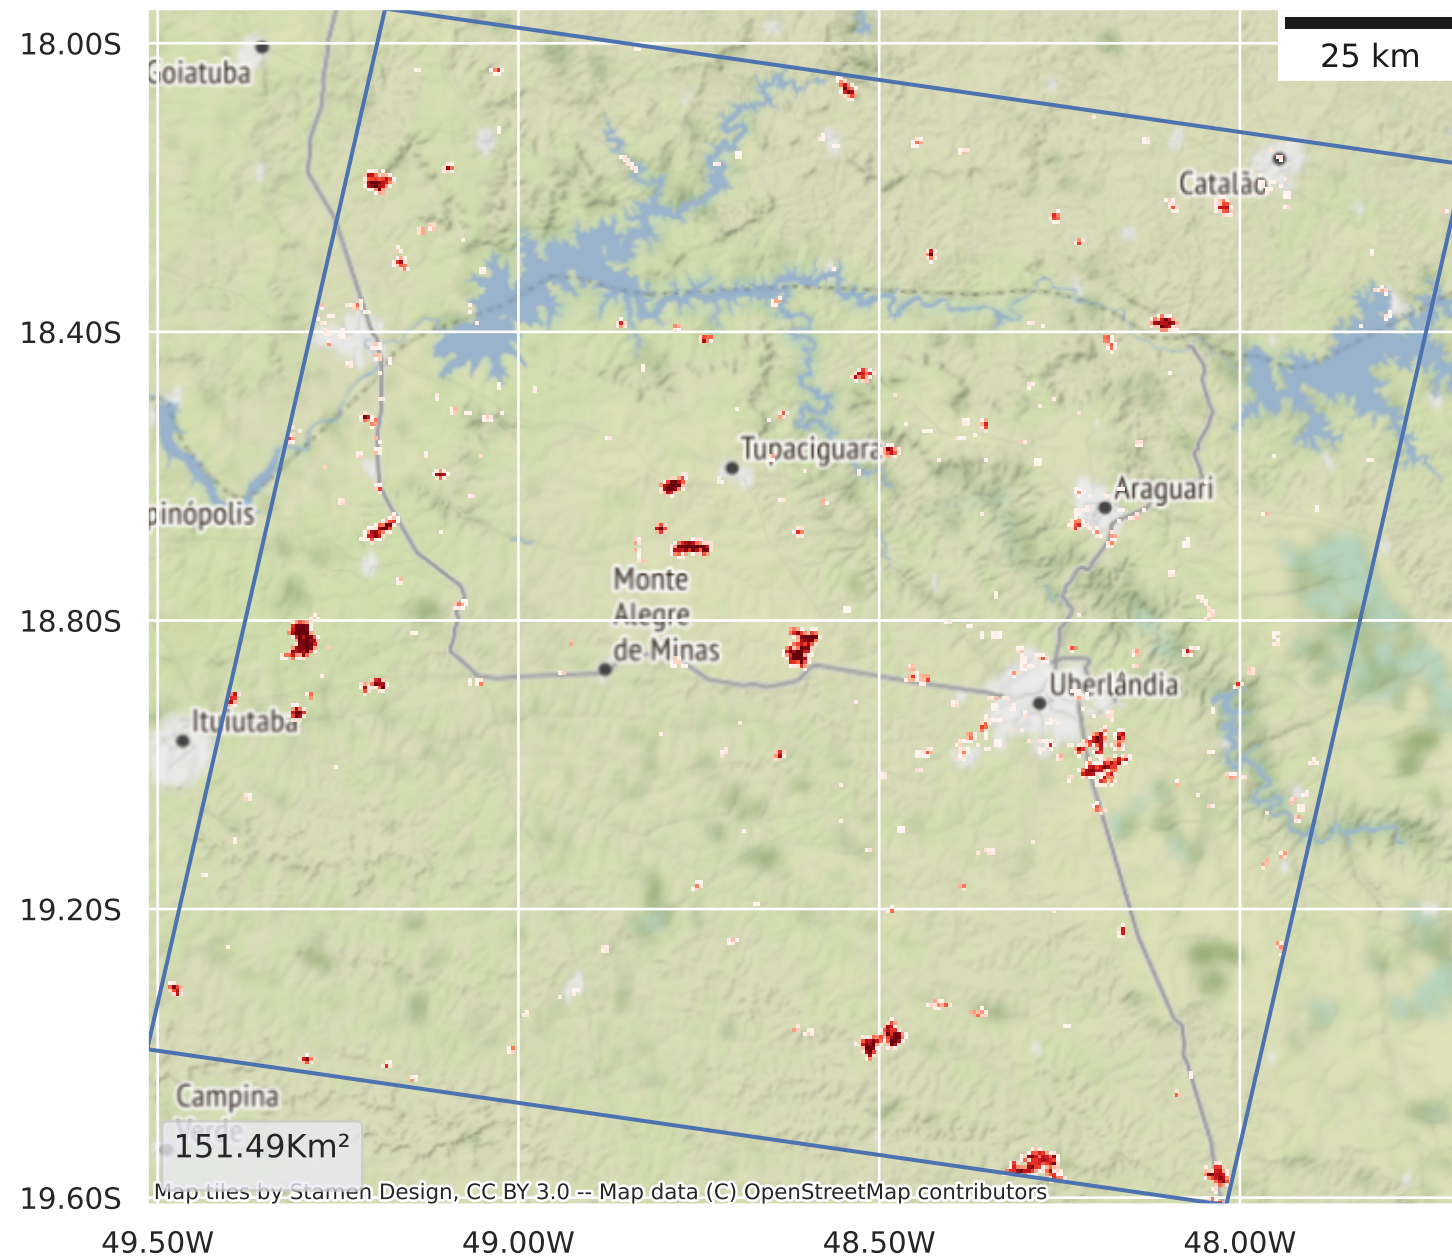 18.00S
25 km
Goiatuba
Catalão
18.40S
Tupaciguara
Araguari
pinópolis
Monte
Alegre
de Minas
18.80S
Uberlândia
Ituiutaba
19.20S
Campina
Verde
151.49Km²
Map tiles by Stamen Design, CC BY 3.0 -- Map data (C) OpenStreetMap contributors
19.60S
49.50W
49.00W
48.50W
48.00W